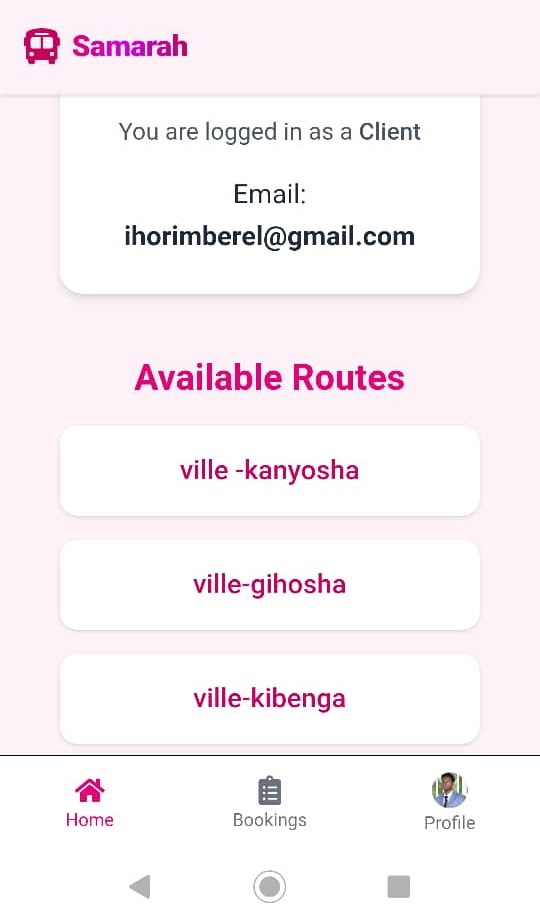 Samarah
You are logged in as a Client
Email:
ihorimberel@gmail.com
Available Routes
ville -kanyosha
ville-gihosha
ville-kibenga
Home
Bookings
Profile